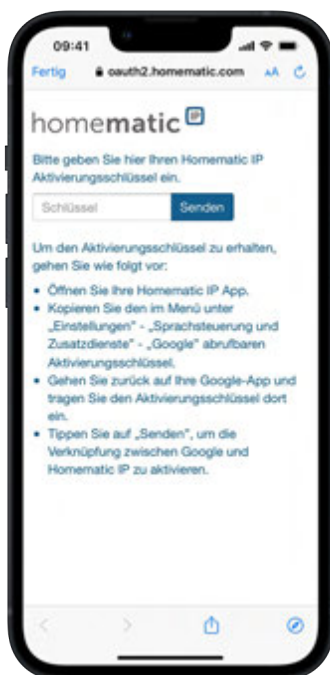 09:41
Fertig oauth2.homematic.com AA
homematic IP
Bitte geben Sie hier Ihren Homematic IP
Aktivierungsschlüssel ein.
Schlüssel Senden
Um den Aktivierungsschlüssel zu erhalten,
gehen Sie wie folgt vor:
• Öffnen Sie Ihre Homematic IP App.
• Kopieren Sie den im Menü unter
„Einstellungen" - „Sprachsteuerung und
Zusatzdienste" - „Google" abrufbaren
Aktivierungsschlüssel.
• Gehen Sie zurück auf Ihre Google-App und
tragen Sie den Aktivierungsschlüssel dort
ein.
• Tippen Sie auf „Senden", um die
Verknüpfung zwischen Google und
Homematic IP zu aktivieren.